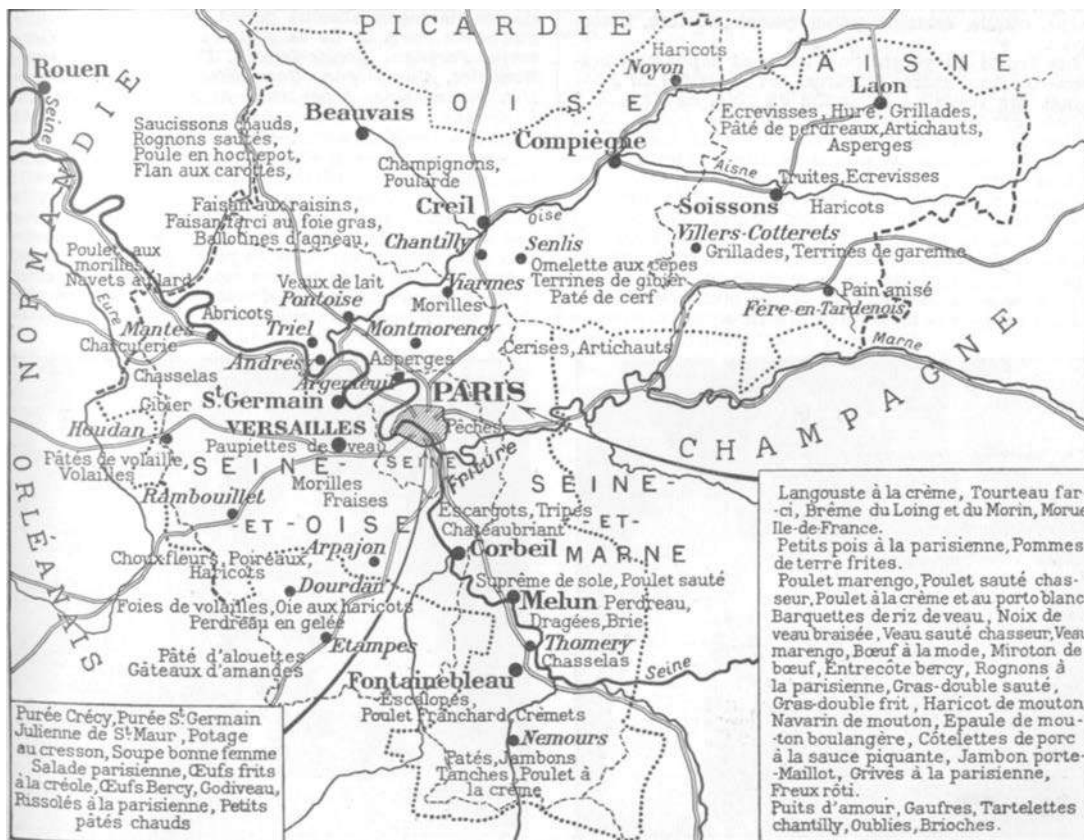 PICARDIE
Rouen
Seine
NORMANDIE
OISE
AISNE
Haricots
Noyon
Laon
Ecrevisses, Hure, Grillades,
Pâté de perdreaux, Artichauts,
Asperges
Beauvais
Saucissons chauds,
Rognons sautés,
Poule en hochepot,
Flan aux carottes,
Champignons,
Poularde
Compiègne
Aisne
Truites, Ecrevisses
Soissons
Haricots
Faisan aux raisins,
Faisan farci au foie gras,
Ballotines d'agneau,
Creil
Oise
Chantilly
Senlis
Omelette aux cèpes
Terrines de gibier
Paté de cerf
Villers-Cotterets
Grillades, Terrines de garenne
Poulet aux
morilles
Navets au lard
Eure
Veaux de lait
Pontoise
Viarmes
Morilles
Pain anisé
Fère-en-Tardenois
Abricots
Mantes
Charcuterie
Triel
Montmorency
Andrésy
Asperges
Argenteuil
Cerises, Artichauts
Marne
CHAMPAGNE
Chasselas
Gibier
St. Germain
PARIS
Pêches
Houdan
VERSAILLES
Paupiettes de veau
SEINE
Friture
Pâtés de volaille,
Volailles
SEINE-
-ET-OISE
Morilles
Fraises
Rambouillet
ORLÉANAIS
SEINE-
-ET-
MARNE
Escargots, Tripes
Chateaubriant
Corbeil
Choux-fleurs, Poireaux,
Haricots
Arpajon
Dourdan
Foies de volailles, Oie aux haricots
Perdreau en gelée
Etampes
Pâté d'alouettes
Gâteaux d'amandes
Suprême de sole, Poulet sauté
Melun
Perdreau,
Dragées, Brie
Thomery
Chasselas
Seine
Fontainebleau
Escalopes,
Poulet Franchard, Crèmets
Nemours
Patés, Jambons
Tanches, Poulet à
la crème
Purée Crécy, Purée St. Germain
Julienne de St. Maur, Potage
au cresson, Soupe bonne femme
Salade parisienne, Œufs frits
à la créole, Œufs Bercy, Godiveau,
Rissolés à la parisienne, Petits
pâtés chauds
Langouste à la crème, Tourteau far-
-ci, Brême du Loing et du Morin, Morue
Ile-de-France.
Petits pois à la parisienne, Pommes
de terre frites.
Poulet marengo, Poulet sauté chas-
seur, Poulet à la crème et au porto blanc
Barquettes de riz de veau, Noix de
veau braisée, Veau sauté chasseur, Veau
marengo, Bœuf à la mode, Miroton de
bœuf, Entrecôte bercy, Rognons à
la parisienne, Gras-double sauté,
Gras-double frit, Haricot de mouton
Navarin de mouton, Epaule de mou-
-ton boulangère, Côtelettes de porc
à la sauce piquante, Jambon porte-
-Maillot, Grives à la parisienne,
Freux rôti.
Puits d'amour, Gaufres, Tartelettes
chantilly, Oublies, Brioches.